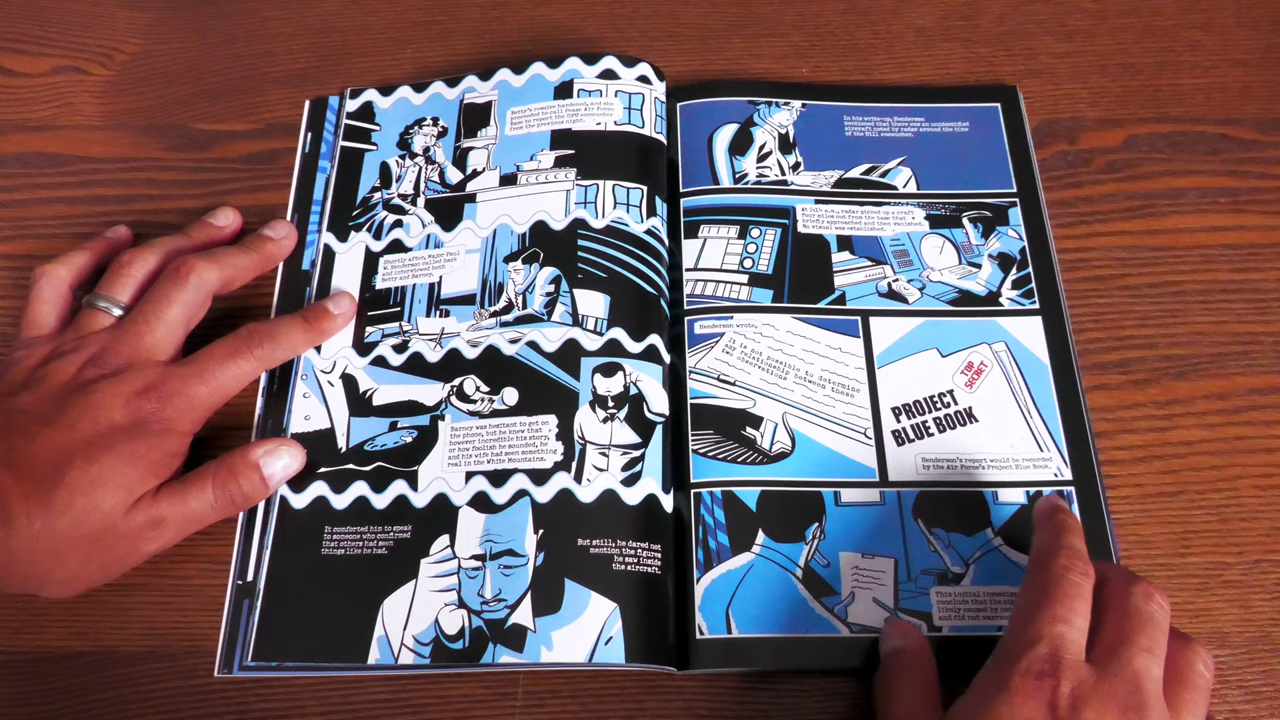 Betty's resolve hardened, and she
proceeded to call Pease Air Force
Base to report the UFO encounter
from the previous night.
Shortly after, Major Paul
W. Henderson called back
and interviewed both
Betty and Barney.
Barney was hesitant to get on
the phone, but he knew that
however incredible his story,
or how foolish he sounded, he
and his wife had seen something
real in the White Mountains.
It comforted him to speak
to someone who confirmed
that others had seen
things like he had.
But still, he dared not
mention the figures
he saw inside
the aircraft.
In his write-up, Henderson
mentioned that there was an unidentified
aircraft noted by radar around the time
of the Hill encounter.
At 2:14 a.m., radar picked up a craft
four miles out from the base that
briefly approached and then vanished.
No visual was established.
Henderson wrote,
It is not possible to determine
any relationship between these
two observations
TOP
SECRET
PROJECT
BLUE BOOK
Henderson's report would be recorded
by the Air Force's Project Blue Book.
This initial
conclude that the
likely caused by
and did not